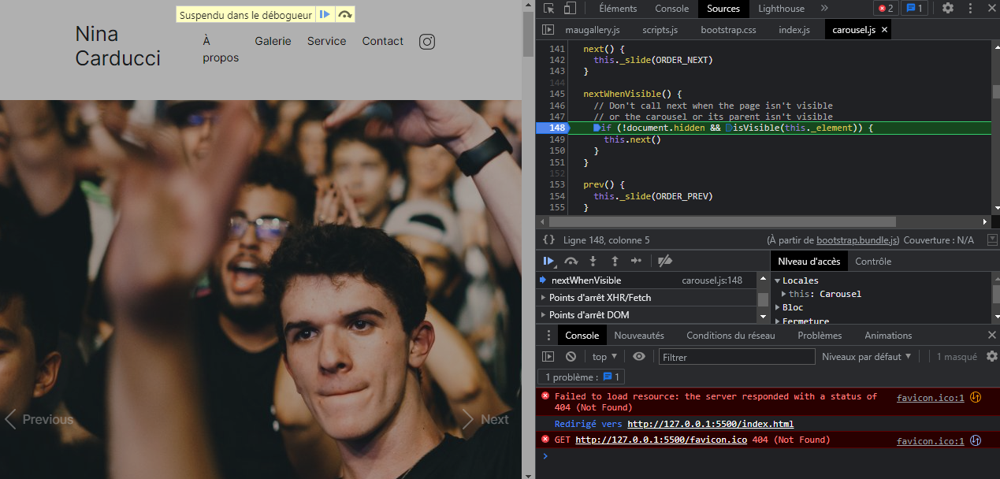 Suspendu dans le débogueur
Nina
Carducci
À
propos
Galerie
Service
Contact
Previous
Next
Éléments
Console
Sources
Lighthouse
2
1
maugallery.js
scripts.js
bootstrap.css
index.js
carousel.js
141 next() {
142 this._slide(ORDER_NEXT)
143 }
144
145 nextWhenVisible() {
146 // Don't call next when the page isn't visible
147 // or the carousel or its parent isn't visible
148 if (!document.hidden && isVisible(this._element)) {
149 this.next()
150 }
151 }
152
153 prev() {
154 this._slide(ORDER_PREV)
155 }
{} Ligne 148, colonne 5
(À partir de bootstrap.bundle.js) Couverture : N/A
NIveau d'accès
Contrôle
nextWhenVisible carousel.js:148
Points d'arrêt XHR/Fetch
Points d'arrêt DOM
Locales
this: Carousel
Bloc
Fermeture
Console
Nouveautés
Conditions du réseau
Problèmes
Animations
top
Filtrer
Niveaux par défaut
1 masqué
1 problème : 1
Failed to load resource: the server responded with a status of favicon.ico:1
404 (Not Found)
Redirigé vers http://127.0.0.1:5500/index.html
GET http://127.0.0.1:5500/favicon.ico 404 (Not Found) favicon.ico:1